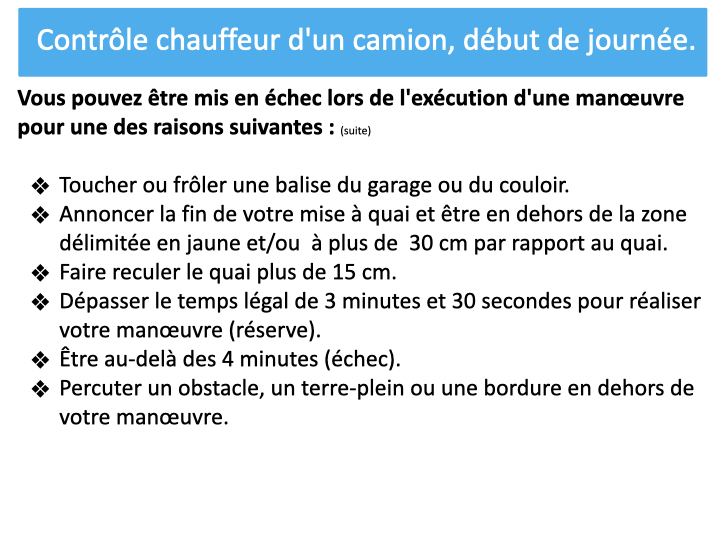 Contrôle chauffeur d'un camion, début de journée.
Vous pouvez être mis en échec lors de l'exécution d'une manœuvre
pour une des raisons suivantes : (suite)
❖ Toucher ou frôler une balise du garage ou du couloir.
❖ Annoncer la fin de votre mise à quai et être en dehors de la zone
délimitée en jaune et/ou à plus de 30 cm par rapport au quai.
❖ Faire reculer le quai plus de 15 cm.
❖ Dépasser le temps légal de 3 minutes et 30 secondes pour réaliser
votre manœuvre (réserve).
❖ Être au-delà des 4 minutes (échec).
❖ Percuter un obstacle, un terre-plein ou une bordure en dehors de
votre manœuvre.